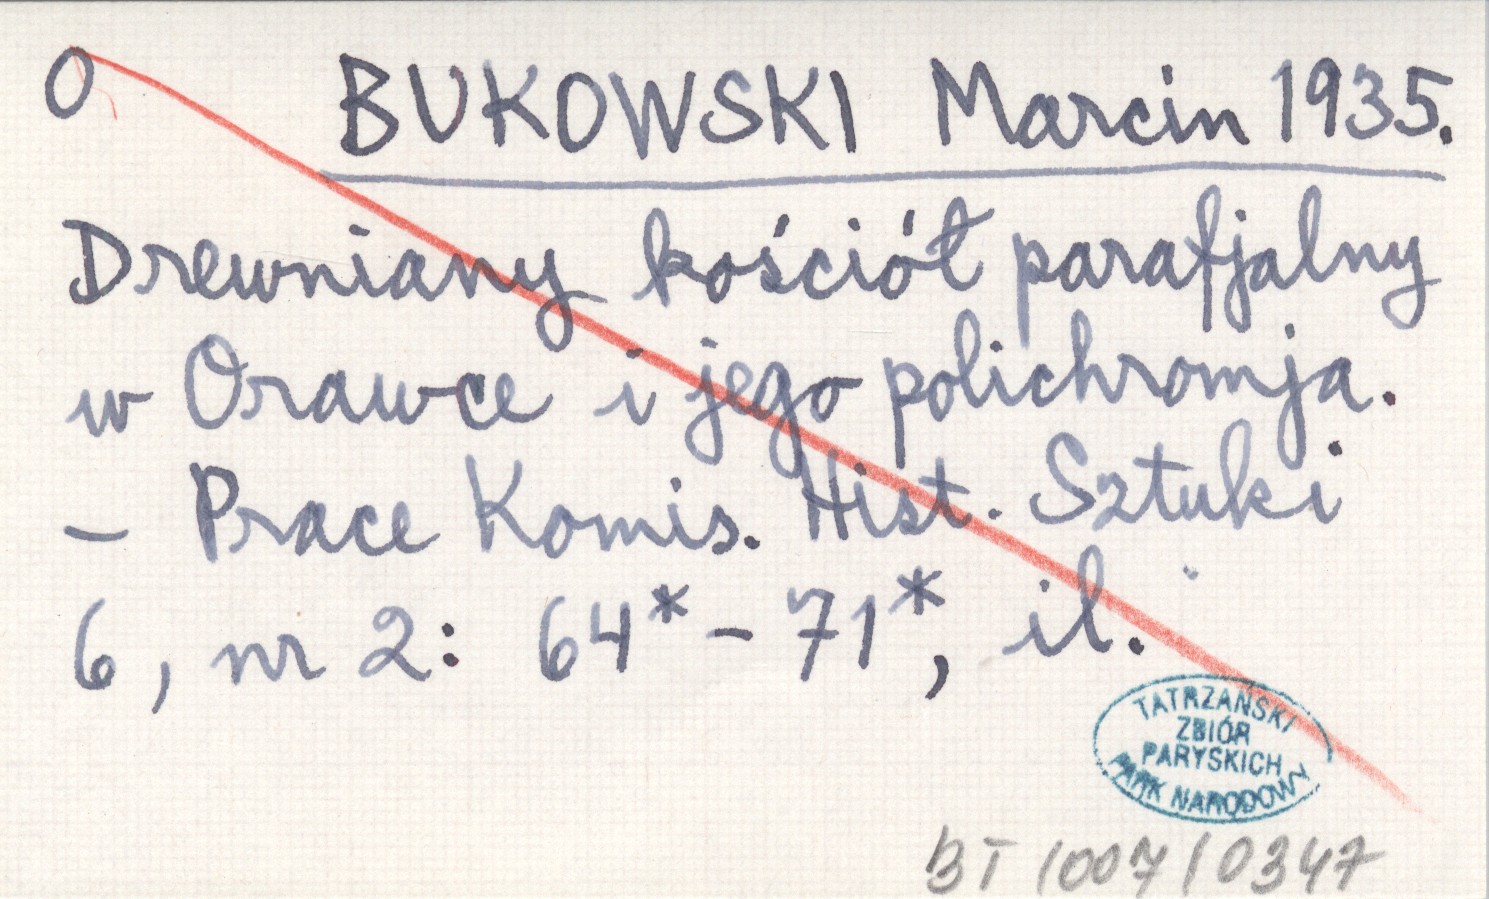 O BUKOWSKI Marcin 1935.
Drewniany kościół parafjalny
w Orawce i jego polichromja.
– Prace Komis. Hist. Sztuki
6, nr 2: 64* – 71*, il.
TATRZAŃSKI
ZBIÓR
PARYSKICH
PARK NARODOWY
BT /007/0347